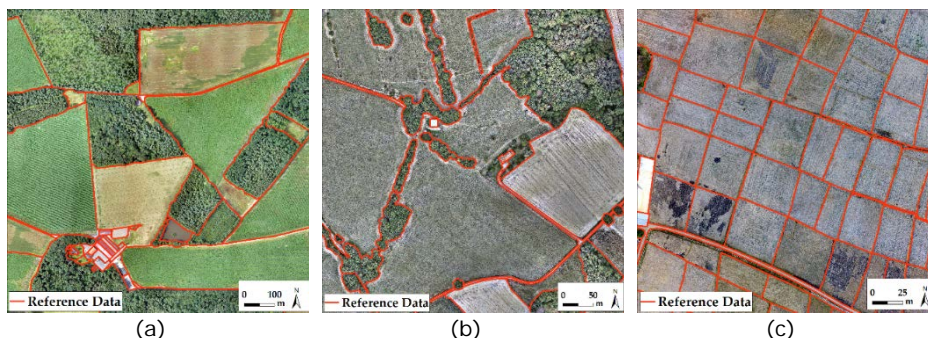 Reference Data
0 100
m
N
Reference Data
0 50
m
N
Reference Data
0 25
m
N
(a)
(b)
(c)